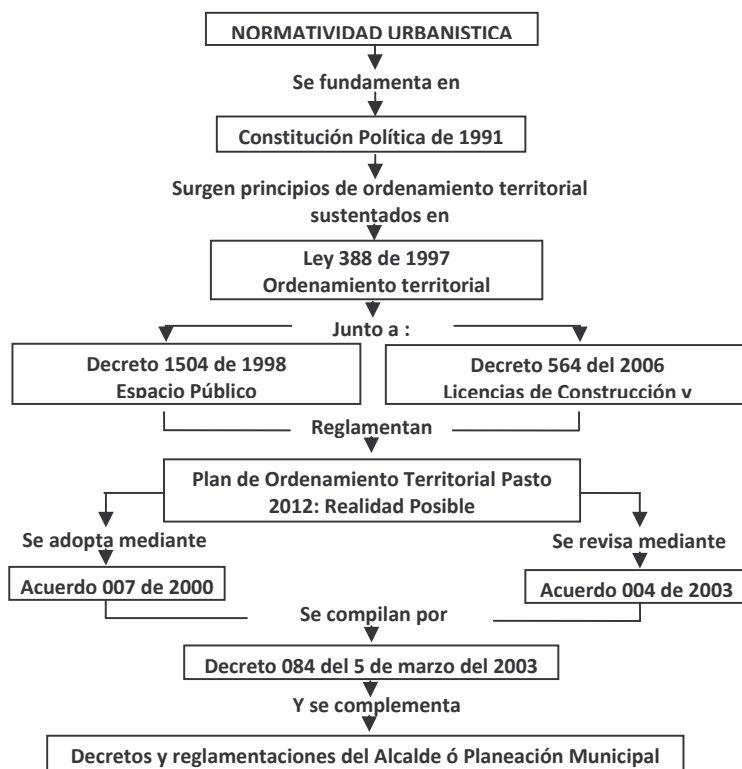 NORMATIVIDAD URBANISTICA
Se fundamenta en
Constitución Política de 1991
Surgen principios de ordenamiento territorial
sustentados en
Ley 388 de 1997
Ordenamiento territorial
Junto a :
Decreto 1504 de 1998
Espacio Público
Decreto 564 del 2006
Licencias de Construcción y
Reglamentan
Plan de Ordenamiento Territorial Pasto
2012: Realidad Posible
Se adopta mediante
Se revisa mediante
Acuerdo 007 de 2000
Acuerdo 004 de 2003
Se compilan por
Decreto 084 del 5 de marzo del 2003
Y se complementa
Decretos y reglamentaciones del Alcalde ó Planeación Municipal